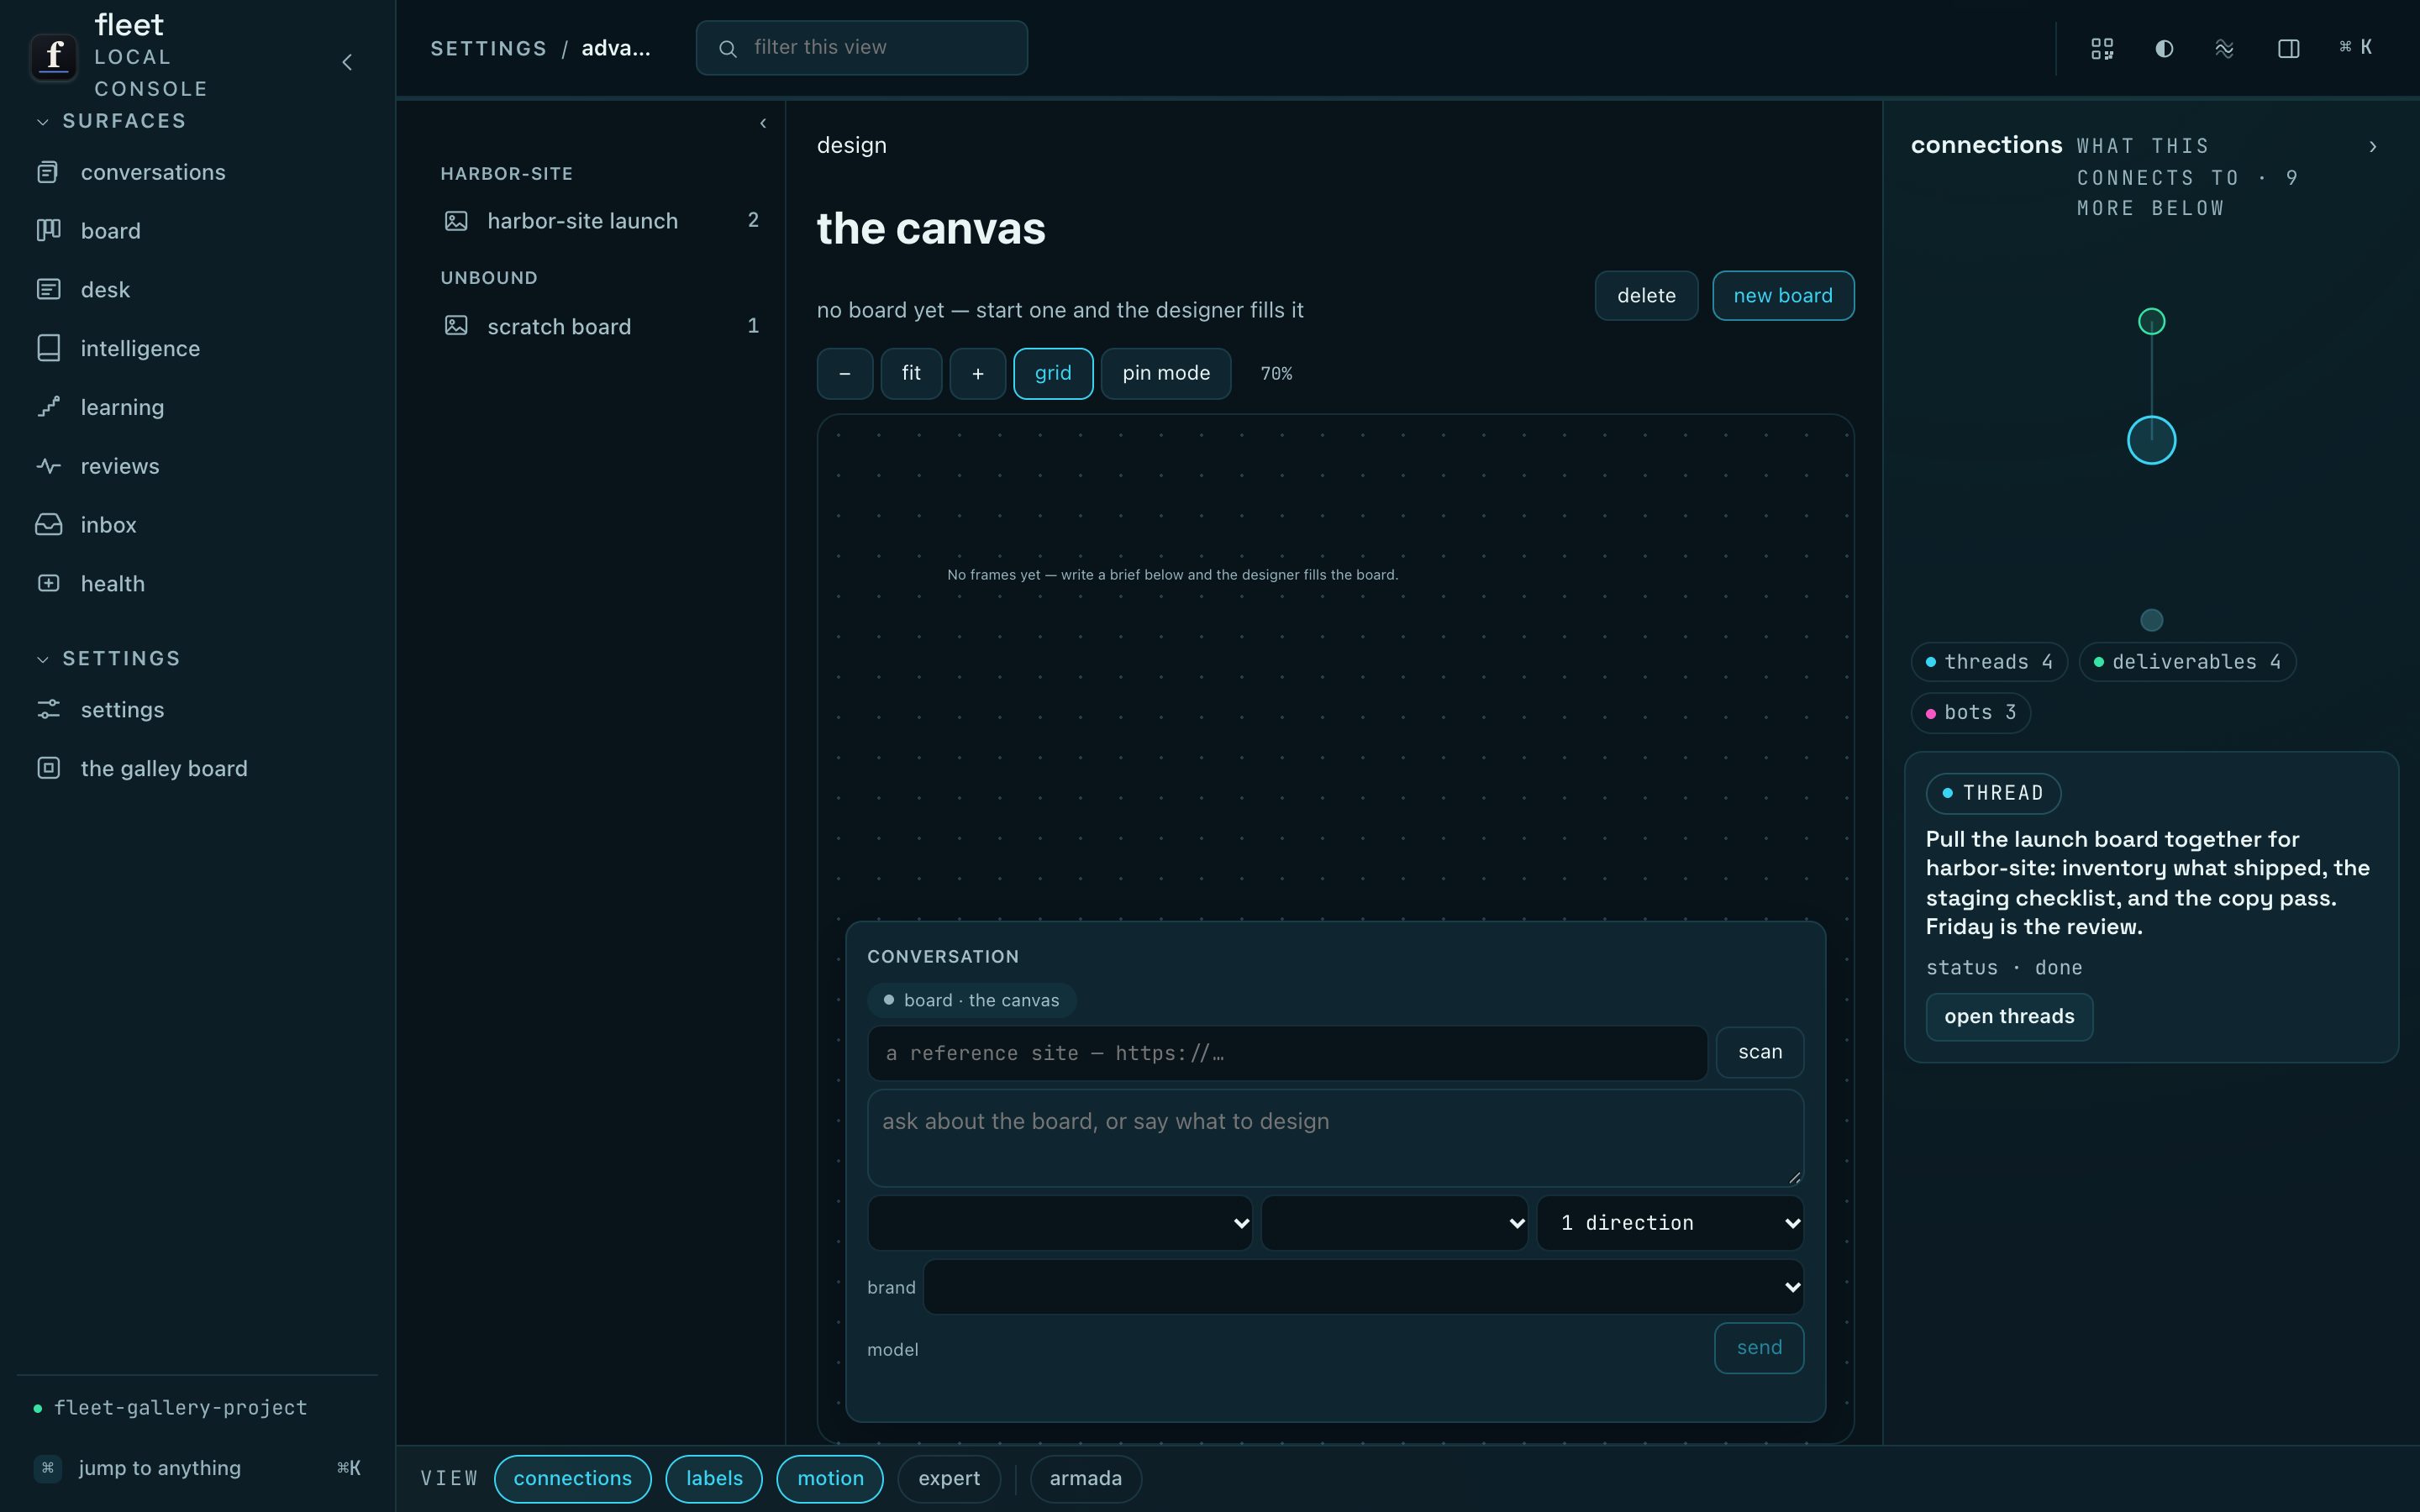 f
fleet
LOCAL
CONSOLE
SURFACES
conversations
board
desk
intelligence
learning
reviews
inbox
health
SETTINGS
settings
the galley board
fleet-gallery-project
⌘ jump to anything ⌘K
SETTINGS / adva...
filter this view
⌘ K
HARBOR-SITE
harbor-site launch 2
UNBOUND
scratch board 1
design
the canvas
no board yet — start one and the designer fills it
delete
new board
− fit + grid pin mode 70%
No frames yet — write a brief below and the designer fills the board.
CONVERSATION
board · the canvas
a reference site — https://…
scan
ask about the board, or say what to design
1 direction
brand
model
send
connections WHAT THIS
CONNECTS TO · 9
MORE BELOW
threads 4 deliverables 4
bots 3
THREAD
Pull the launch board together for
harbor-site: inventory what shipped, the
staging checklist, and the copy pass.
Friday is the review.
status · done
open threads
VIEW connections labels motion expert armada